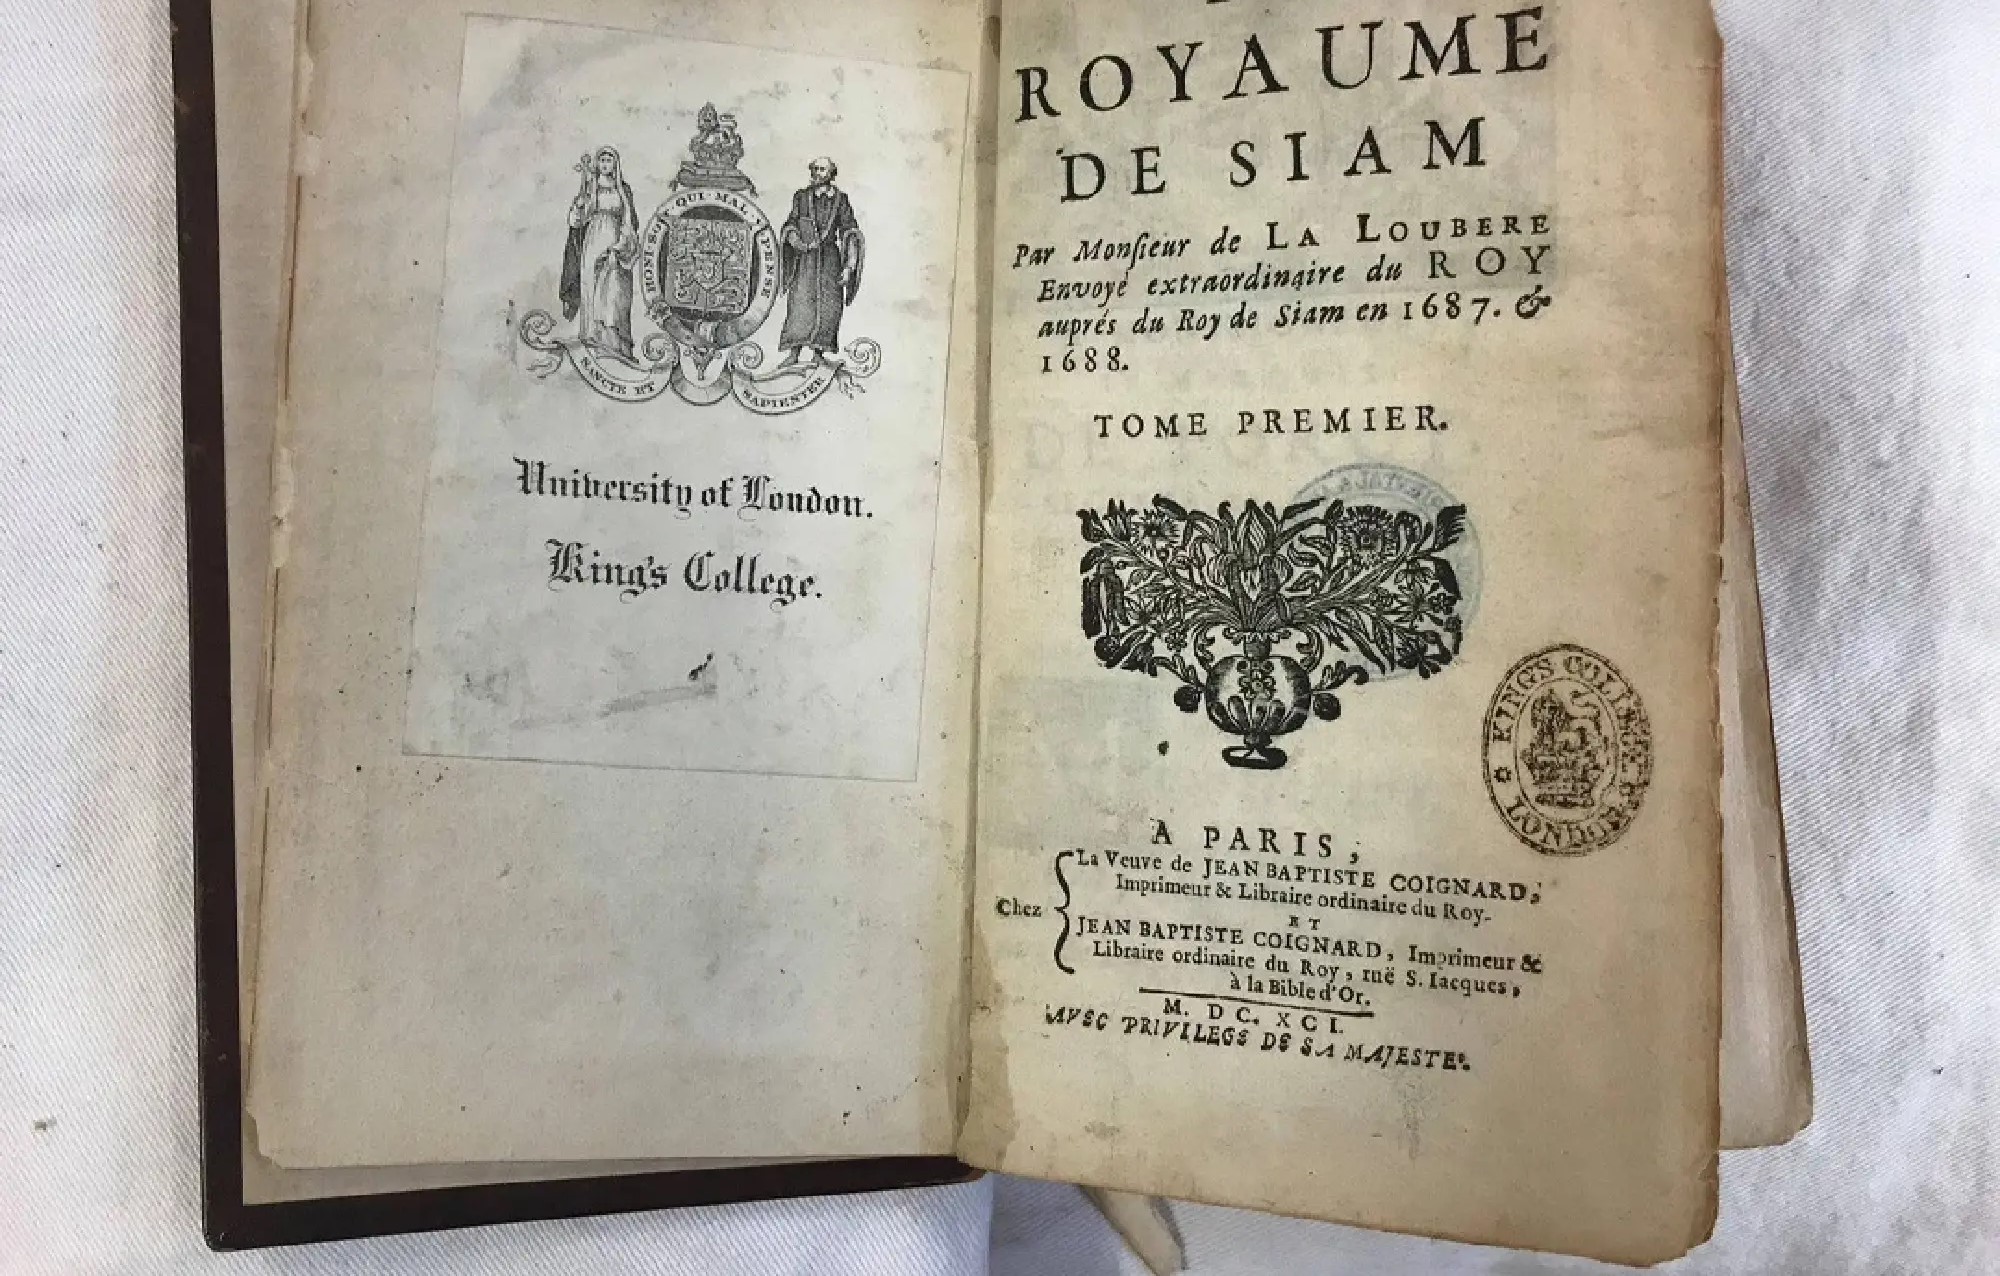 HONI SOI QUI MAL Y PENSE
SANCTE ET
SAPIENTER
University of London.
King's College.
ROYAUME
DE SIAM
Par Monſieur de LA LOUBERE
Envoyé extraordinaire du ROY
auprés du Roy de Siam en 1687. &
1688.
TOME PREMIER.
KING'S COLLEGE
LONDON
A PARIS,
La Veuve de JEAN BAPTISTE COIGNARD,
Imprimeur & Libraire ordinaire du Roy.
ET
Chez
JEAN BAPTISTE COIGNARD, Imprimeur &
Libraire ordinaire du Roy, ruë S. Iacques,
à la Bible d'Or.
M. DC. XCI.
AVEC PRIVILEGE DE SA MAJESTE.